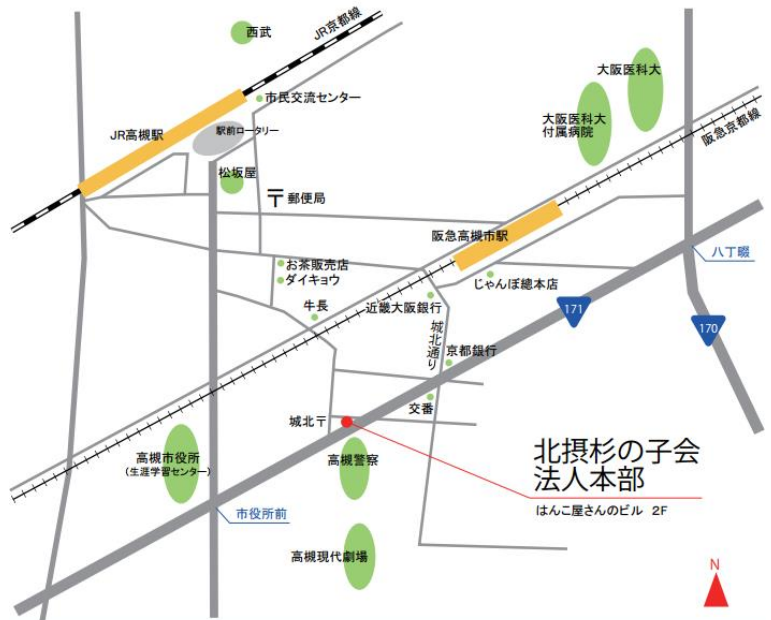 西武
JR京都線
市民交流センター
大阪医科大
大阪医科大
付属病院
阪急京都線
JR高槻駅
駅前ロータリー
松坂屋
〒郵便局
阪急高槻市駅
八丁畷
お茶販売店
ダイキョウ
じゃんぼ總本店
牛長
近畿大阪銀行
171
170
城北通り
京都銀行
交番
城北〒
高槻市役所
(生涯学習センター)
高槻警察
北摂杉の子会
法人本部
はんこ屋さんのビル 2F
市役所前
高槻現代劇場
N